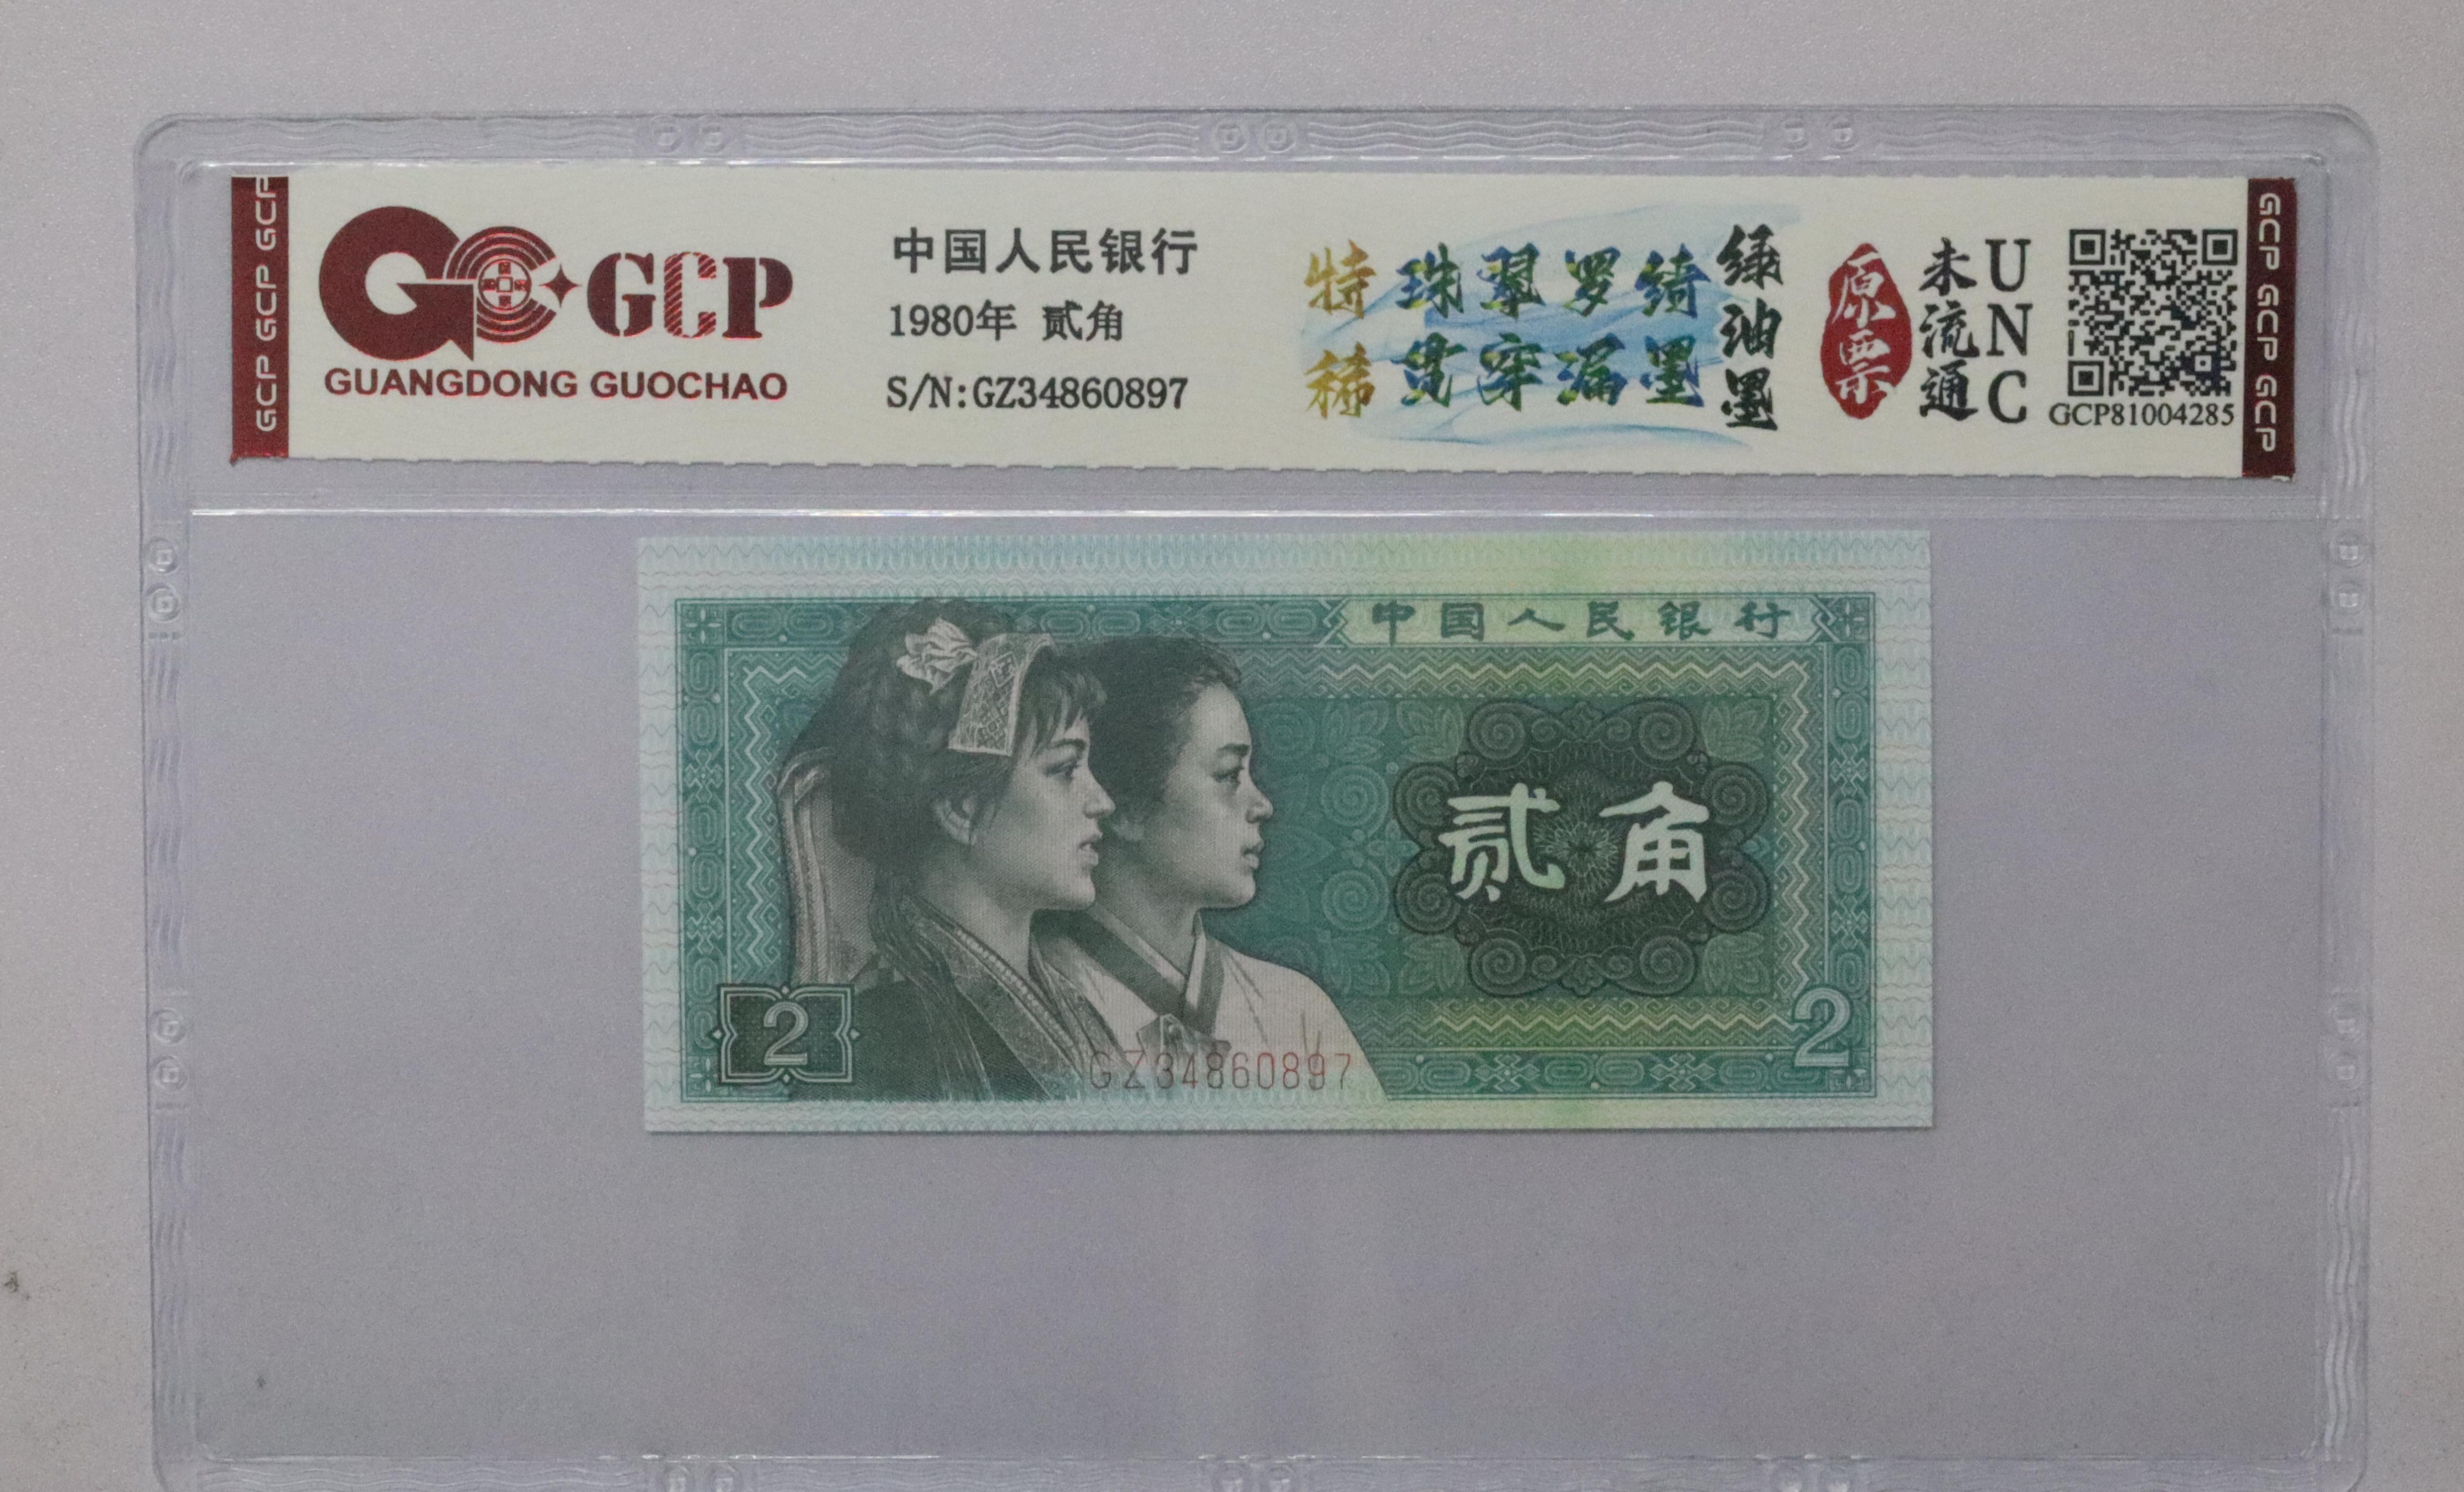 GCP GCP GCP
GCP
GUANGDONG GUOCHAO
中国人民银行
1980年 贰角
S/N:GZ34860897
特稀
珠翠罗绮
贯穿漏墨
绿油墨
原票
未流通
UNC
GCP81004285
GCP GCP GCP
中国人民银行
贰角
2
2
GZ34860897